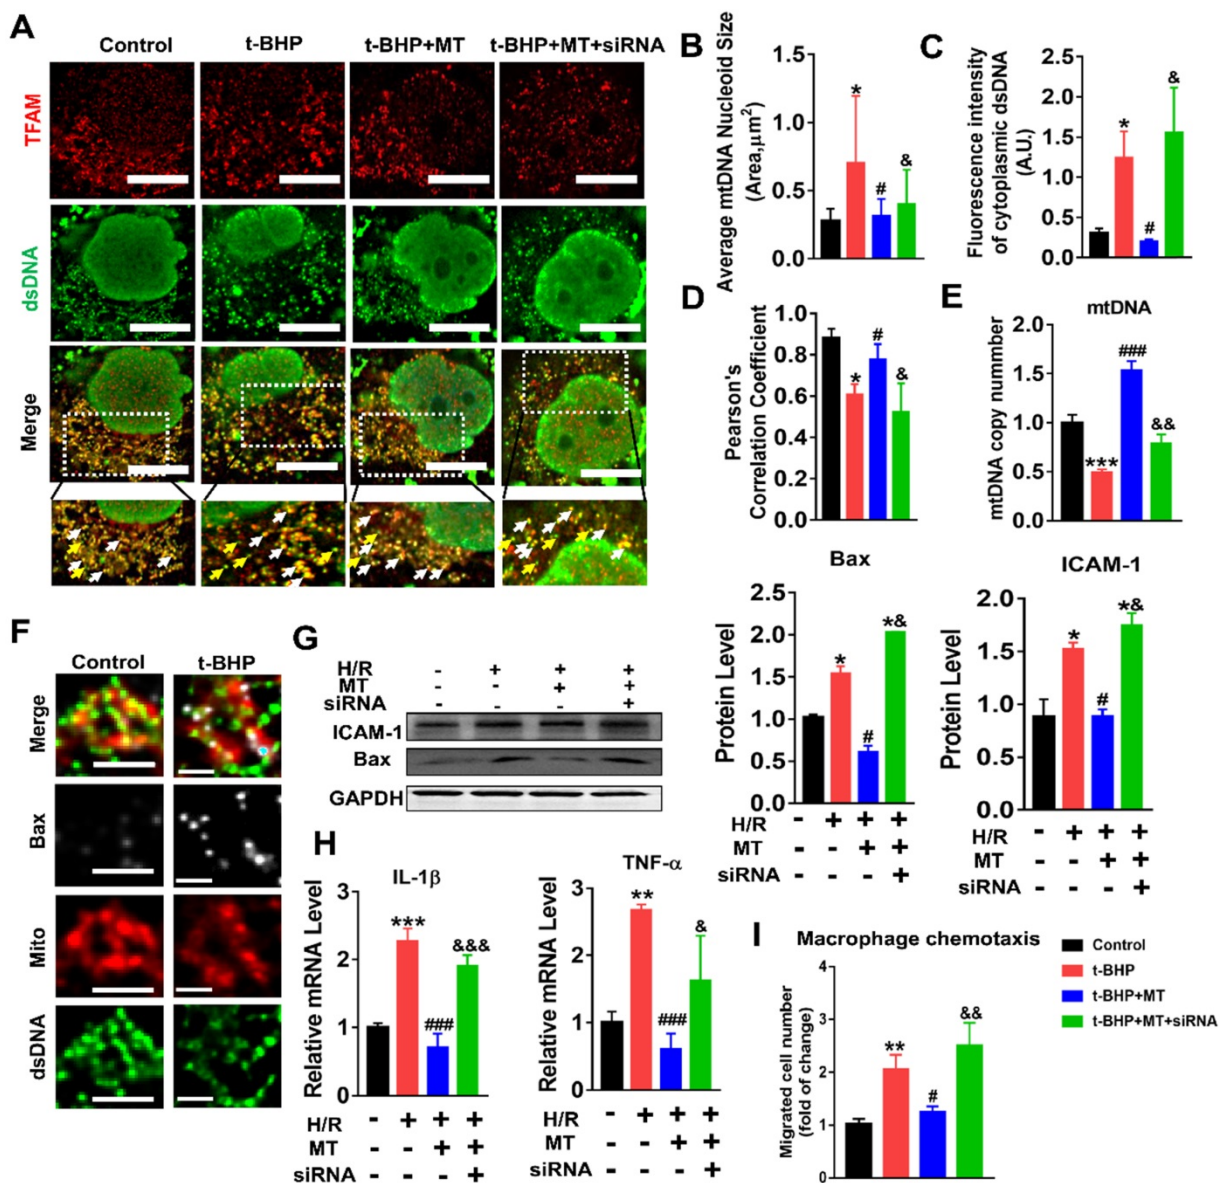 A
Control
t-BHP
t-BHP+MT
t-BHP+MT+siRNA
TFAM
dsDNA
Merge
B
Average mtDNA Nucleoid Size
(Area,μm²)
1.5
1.0
0.5
0.0
*
#
&
C
Fluorescence intensity
of cytoplasmic dsDNA
(A.U.)
2.5
2.0
1.5
1.0
0.5
0.0
*
#
&
D
Pearson's
Correlation Coefficient
1.0
0.8
0.6
0.4
0.2
0.0
*
#
&
E
mtDNA
mtDNA copy nummber
2.0
1.5
1.0
0.5
0.0
***
###
&&
F
Control
t-BHP
Merge
Bax
Mito
dsDNA
G
H/R - + + +
MT - - + +
siRNA - - - +
ICAM-1
Bax
GAPDH
Bax
Protein Level
2.5
2.0
1.5
1.0
0.5
0.0
*
#
*&
- + + + H/R
- - + + MT
- - - + siRNA
ICAM-1
Protein Level
2.0
1.5
1.0
0.5
0.0
*
#
*&
- + + + H/R
- - + + MT
- - - + siRNA
H
IL-1β
Relative mRNA Level
3
2
1
0
***
###
&&&
H/R - + + +
MT - - + +
siRNA - - - +
TNF-α
Relative mRNA Level
3
2
1
0
**
###
&
H/R - + + +
MT - - + +
siRNA - - - +
I
Macrophage chemotaxis
Migrated cell number
(fold of change)
4
3
2
1
0
**
#
&&
Control
t-BHP
t-BHP+MT
t-BHP+MT+siRNA